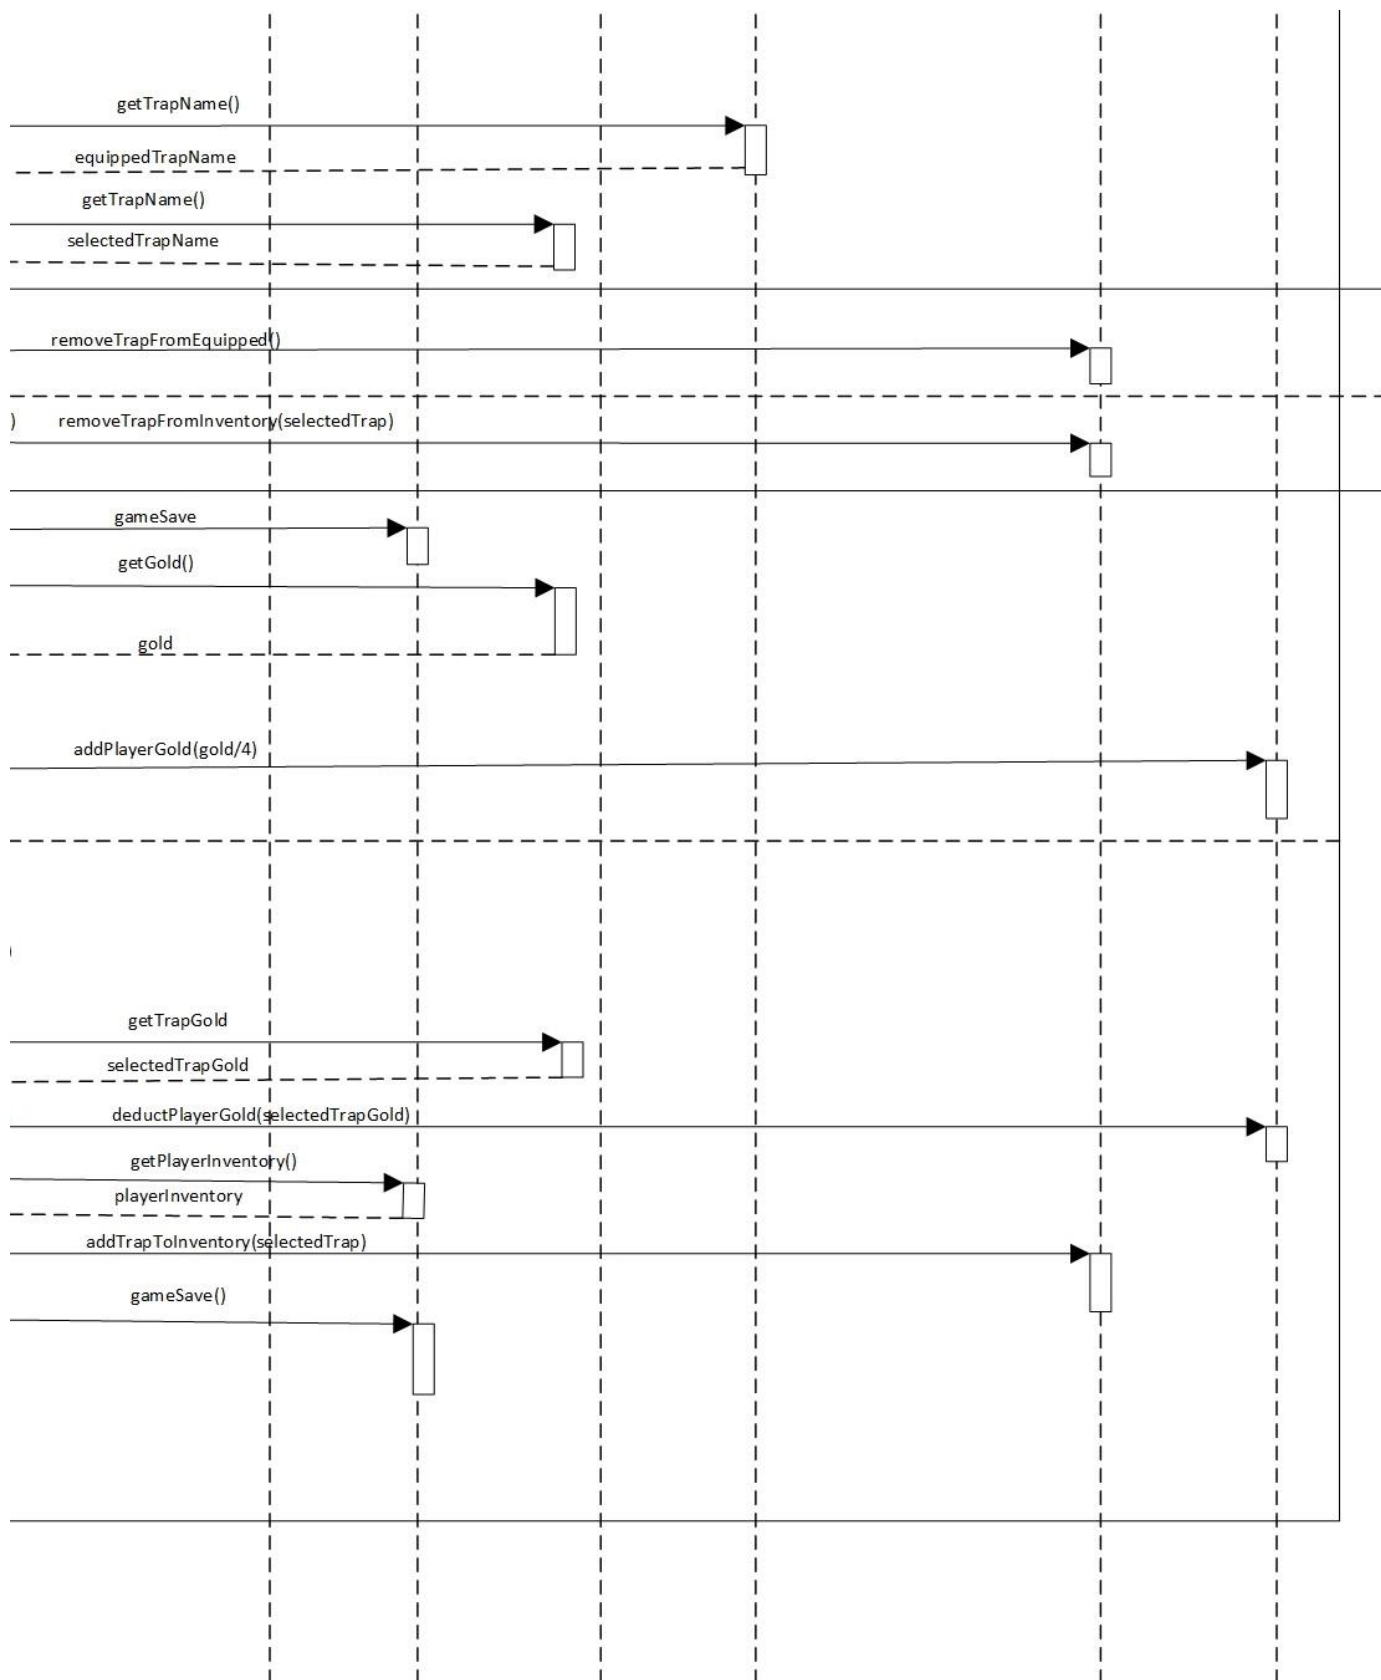 getTrapName()
equippedTrapName
getTrapName()
selectedTrapName
removeTrapFromEquipped()
) removeTrapFromInventory(selectedTrap)
gameSave
getGold()
gold
addPlayerGold(gold/4)
)
getTrapGold
selectedTrapGold
deductPlayerGold(selectedTrapGold)
getPlayerInventory()
playerInventory
addTrapToInventory(selectedTrap)
gameSave()